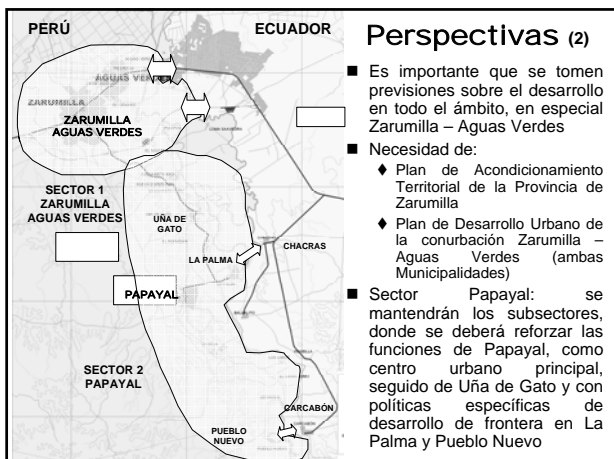 PERÚ
ECUADOR
AGUAS VERDES
ZARUMILLA
ZARUMILLA
AGUAS VERDES
SECTOR 1
ZARUMILLA
AGUAS VERDES
UÑA DE
GATO
LA PALMA
CHACRAS
PAPAYAL
SECTOR 2
PAPAYAL
CARCABÓN
PUEBLO
NUEVO
Perspectivas (2)
■ Es importante que se tomen
previsiones sobre el desarrollo
en todo el ámbito, en especial
Zarumilla – Aguas Verdes
■ Necesidad de:
♦ Plan de Acondicionamiento
Territorial de la Provincia de
Zarumilla
♦ Plan de Desarrollo Urbano de
la conurbación Zarumilla –
Aguas Verdes (ambas
Municipalidades)
■ Sector Papayal: se
mantendrán los subsectores,
donde se deberá reforzar las
funciones de Papayal, como
centro urbano principal,
seguido de Uña de Gato y con
políticas específicas de
desarrollo de frontera en La
Palma y Pueblo Nuevo